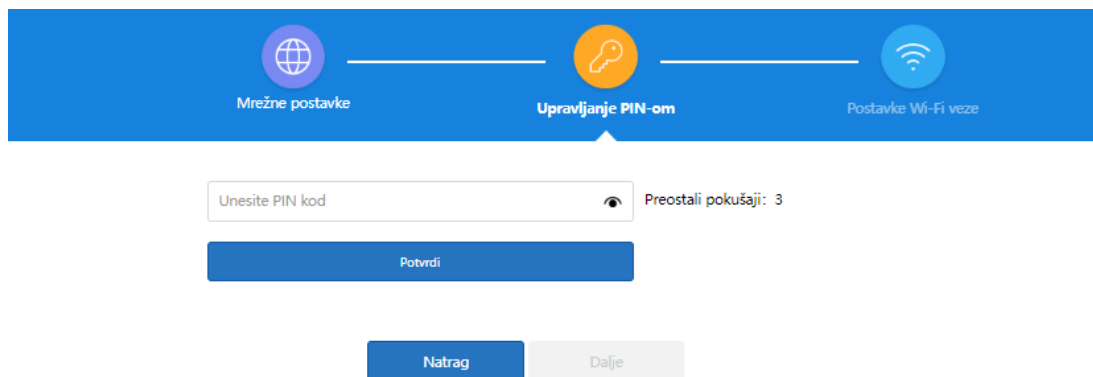 Mrežne postavke
Upravljanje PIN-om
Postavke Wi-Fi veze
Unesite PIN kod
Preostali pokušaji: 3
Potvrdi
Natrag
Dalje